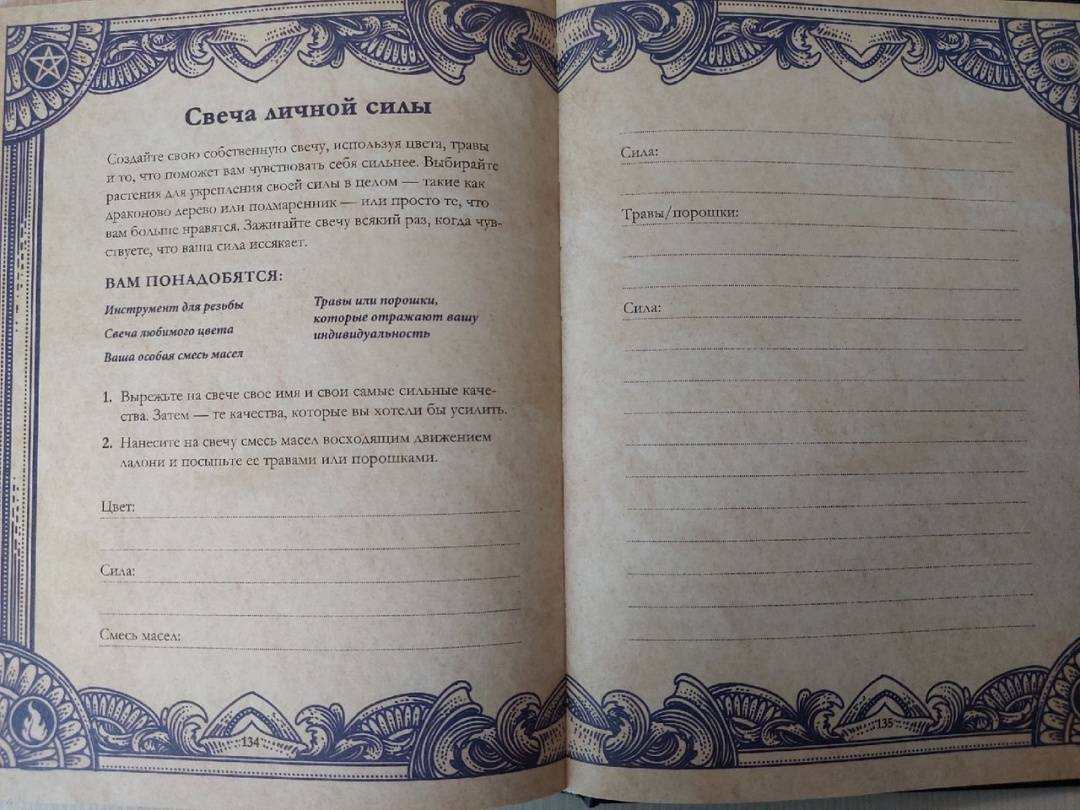 Свеча личной силы
Создайте свою собственную свечу, используя цвета, травы
и то, что поможет вам чувствовать себя сильнее. Выбирайте
растения для укрепления своей силы в целом — такие как
драконово дерево или подмаренник — или просто те, что
вам больше нравятся. Зажигайте свечу всякий раз, когда чув-
ствуете, что ваша сила иссякает.
ВАМ ПОНАДОБЯТСЯ:
Инструмент для резьбы
Свеча любимого цвета
Ваша особая смесь масел
Травы или порошки,
которые отражают вашу
индивидуальность
1. Вырежьте на свече свое имя и свои самые сильные каче-
ства. Затем — те качества, которые вы хотели бы усилить.
2. Нанесите на свечу смесь масел восходящим движением
ладони и посыпьте ее травами или порошками.
Цвет:
Сила:
Смесь масел:
134
Сила:
Травы/порошки:
Сила:
135